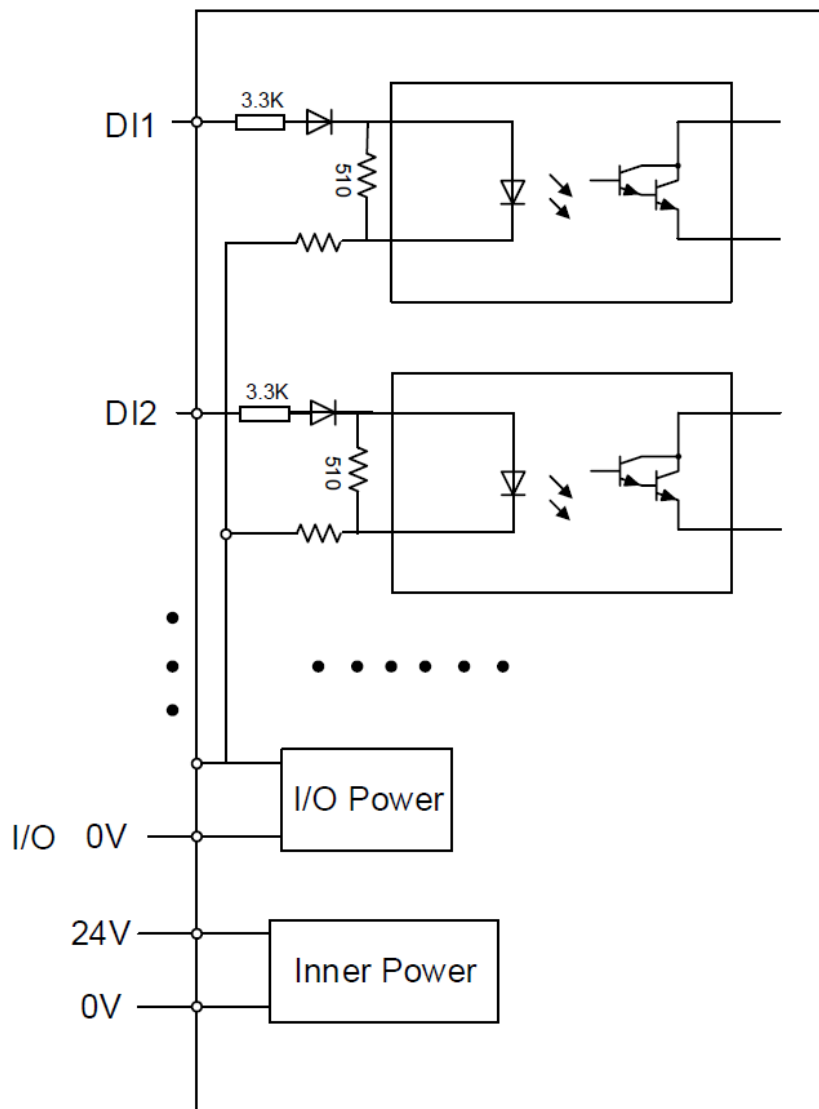 3.3K
DI1
510
3.3K
DI2
510
I/O Power
I/O 0V
24V
Inner Power
0V